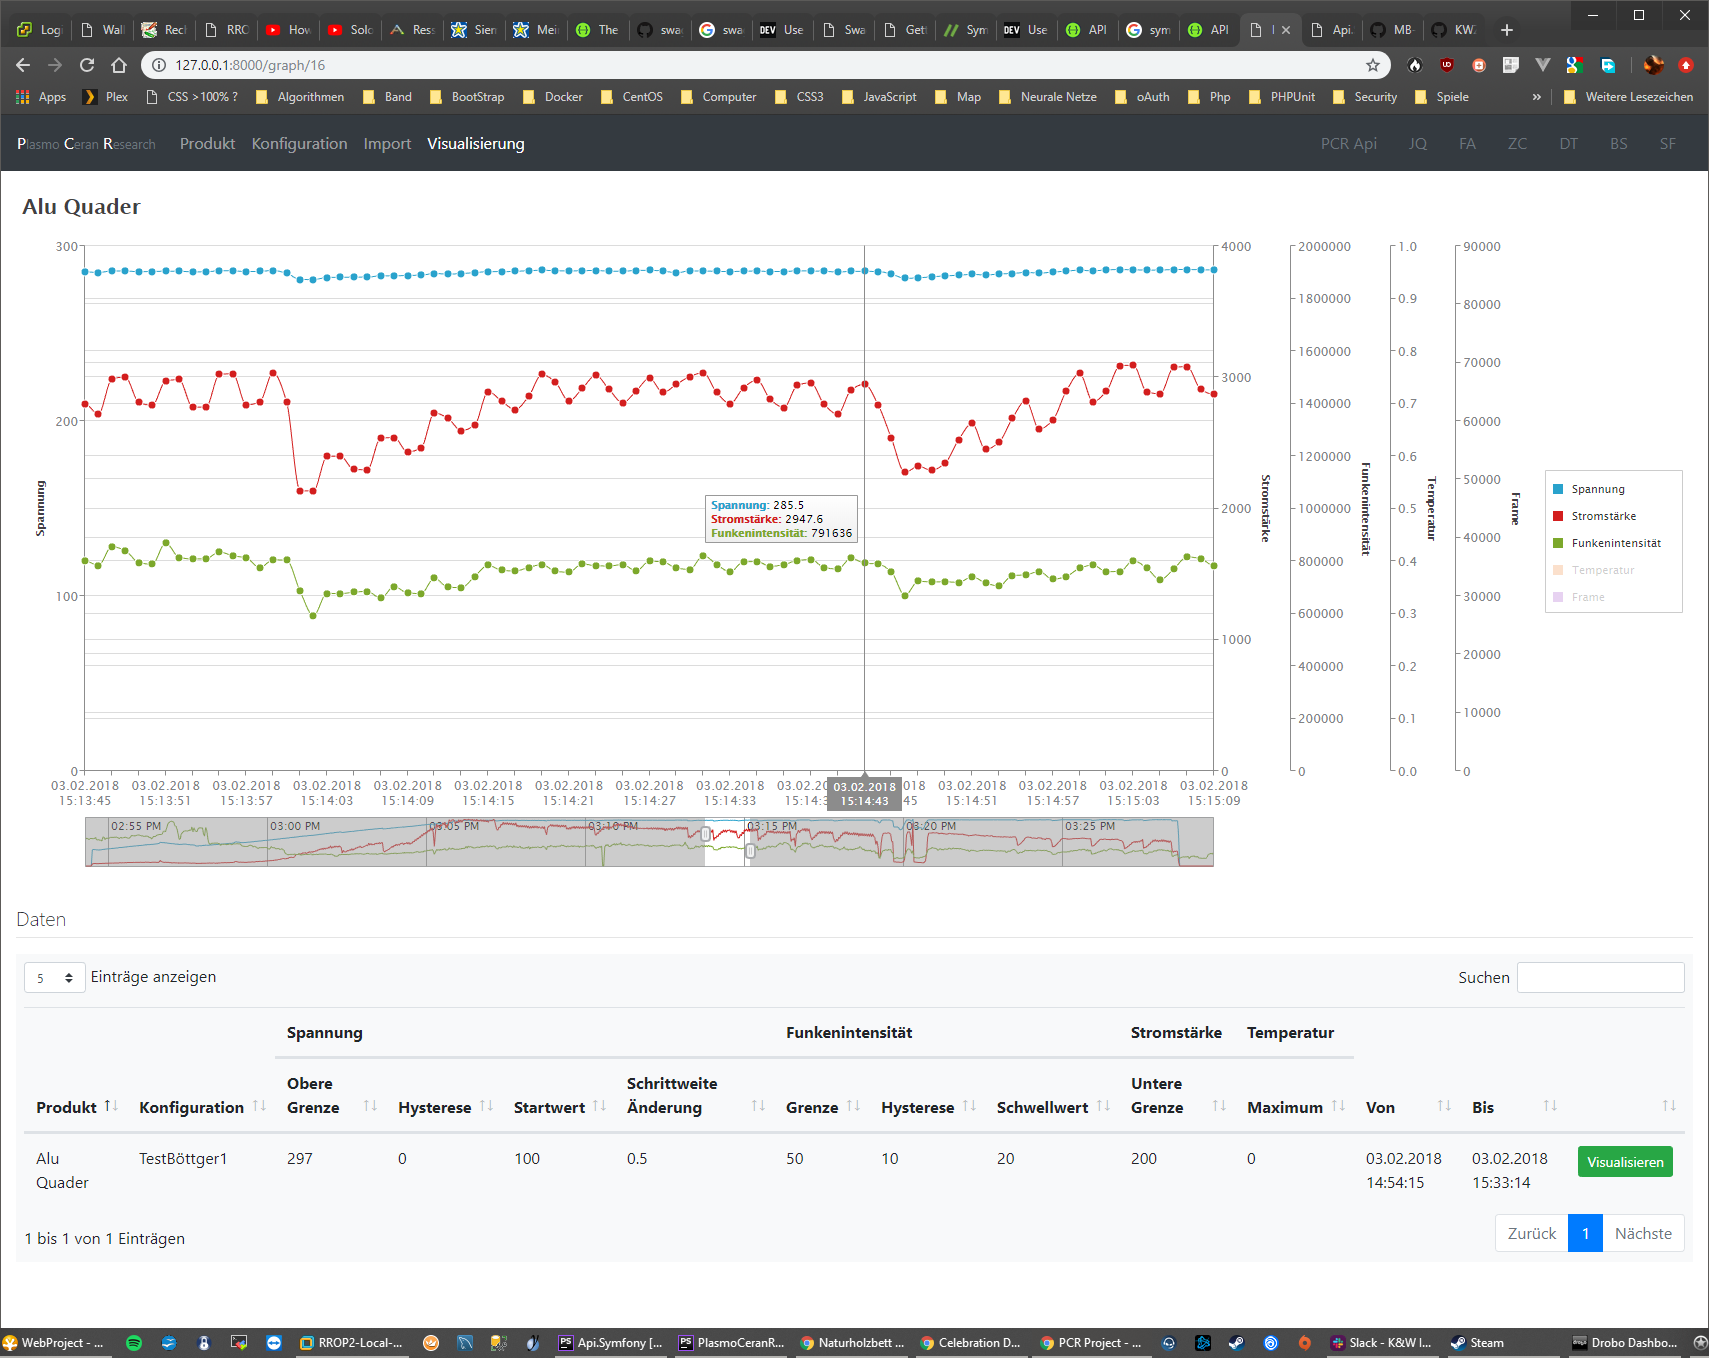 Logi
Wall
Rech
RRO
How
Solo
Ress
Sien
Mei
The
swa
swa
DEV Use
Swa
Gett
Sym
DEV Use
API
sym
API
Api.
MB-
KWJ
127.0.0.1:8000/graph/16
Apps
Plex
CSS >100% ?
Algorithmen
Band
BootStrap
Docker
CentOS
Computer
CSS3
JavaScript
Map
Neurale Netze
oAuth
Php
PHPUnit
Security
Spiele
»
Weitere Lesezeichen
Plasmo Ceran Research
Produkt
Konfiguration
Import
Visualisierung
PCR Api
JQ
FA
ZC
DT
BS
SF
Alu Quader
300
200
100
0
Spannung
4000
3000
2000
1000
0
Stromstärke
2000000
1800000
1600000
1400000
1200000
1000000
800000
600000
400000
200000
0
Funkenintensität
1.0
0.9
0.8
0.7
0.6
0.5
0.4
0.3
0.2
0.1
0.0
Temperatur
90000
80000
70000
60000
50000
40000
30000
20000
10000
0
Frame
Spannung
Stromstärke
Funkenintensität
Temperatur
Frame
Spannung: 285.5
Stromstärke: 2947.6
Funkenintensität: 791636
03.02.2018
15:13:45
03.02.2018
15:13:51
03.02.2018
15:13:57
03.02.2018
15:14:03
03.02.2018
15:14:09
03.02.2018
15:14:15
03.02.2018
15:14:21
03.02.2018
15:14:27
03.02.2018
15:14:33
03.02.2018
15:14:43
03.02.2018
15:14:51
03.02.2018
15:14:57
03.02.2018
15:15:03
03.02.2018
15:15:09
02:55 PM
03:00 PM
03:05 PM
03:10 PM
03:15 PM
03:20 PM
03:25 PM
Daten
5 Einträge anzeigen
Suchen
Spannung
Funkenintensität
Stromstärke
Temperatur
Produkt
Konfiguration
Obere Grenze
Hysterese
Startwert
Schrittweite Änderung
Grenze
Hysterese
Schwellwert
Untere Grenze
Maximum
Von
Bis
Alu Quader
TestBöttger1
297
0
100
0.5
50
10
20
200
0
03.02.2018 14:54:15
03.02.2018 15:33:14
Visualisieren
1 bis 1 von 1 Einträgen
Zurück
1
Nächste
WebProject - ...
RROP2-Local-...
PS Api.Symfony [...
PS PlasmoCeranR...
Naturholzbett ...
Celebration D...
PCR Project - ...
Slack - K&W I...
Steam
Drobo Dashbo...